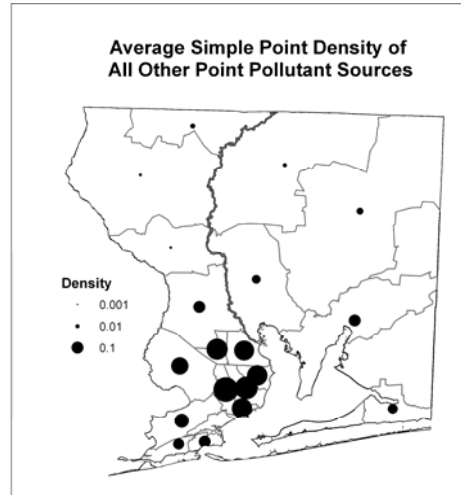 Average Simple Point Density of
All Other Point Pollutant Sources
Density
0.001
0.01
0.1